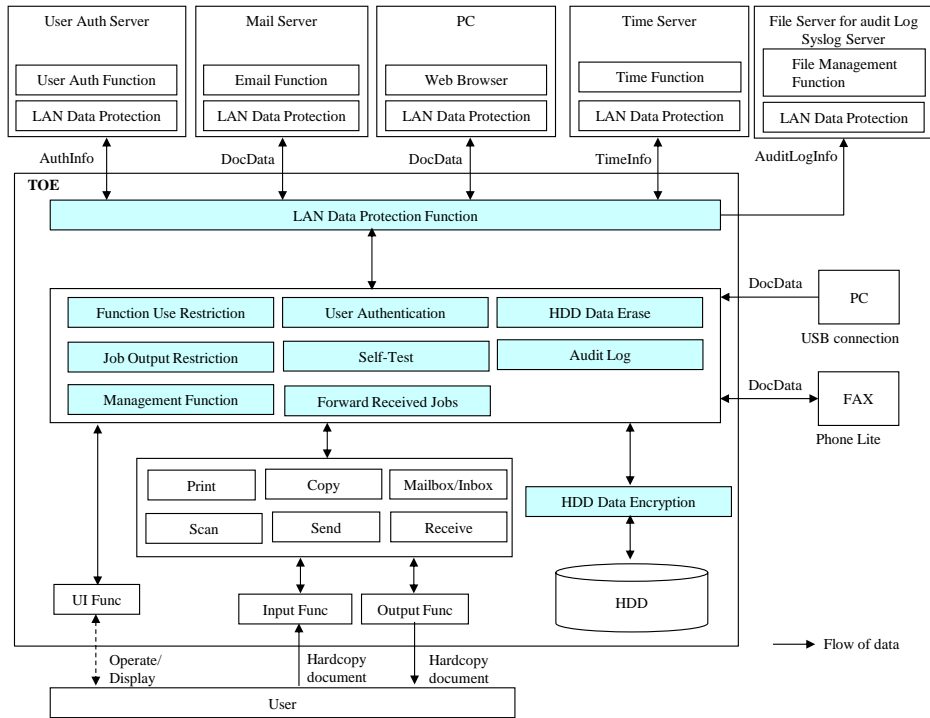 User Auth Server
Mail Server
PC
Time Server
File Server for audit Log
Syslog Server
User Auth Function
Email Function
Web Browser
Time Function
File Management
Function
LAN Data Protection
LAN Data Protection
LAN Data Protection
LAN Data Protection
LAN Data Protection
AuthInfo
DocData
DocData
TimeInfo
AuditLogInfo
TOE
LAN Data Protection Function
Function Use Restriction
User Authentication
HDD Data Erase
Job Output Restriction
Self-Test
Audit Log
Management Function
Forward Received Jobs
DocData
PC
USB connection
DocData
FAX
Phone Lite
Print
Copy
Mailbox/Inbox
Scan
Send
Receive
HDD Data Encryption
HDD
UI Func
Input Func
Output Func
Flow of data
Operate/
Display
Hardcopy
document
Hardcopy
document
User